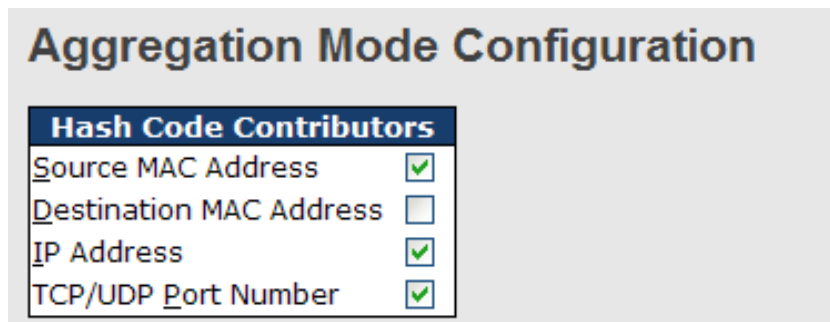 Aggregation Mode Configuration
Hash Code Contributors
Source MAC Address
Destination MAC Address
IP Address
TCP/UDP Port Number